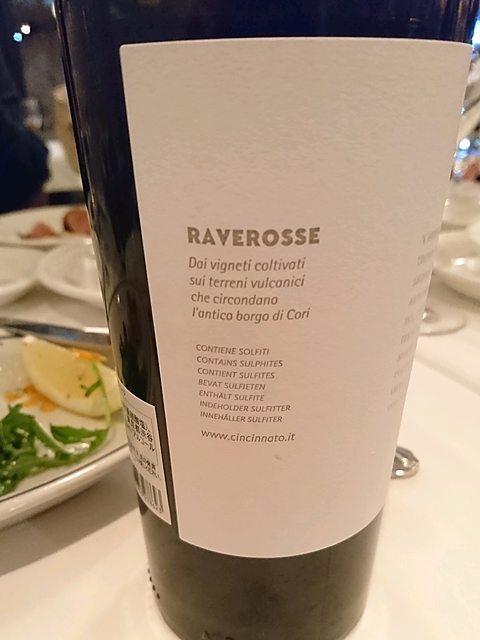 RAVEROSSE
Dai vigneti coltivati
sui terreni vulcanici
che circondano
l'antico borgo di Cori
CONTIENE SOLFITI
CONTAINS SULPHITES
CONTIENT SULFITES
BEVAT SULFIETEN
ENTHÄLT SULFITE
INDEHOLDER SULFITTER
INNEHÅLLER SULFITER
www.cincinnato.it